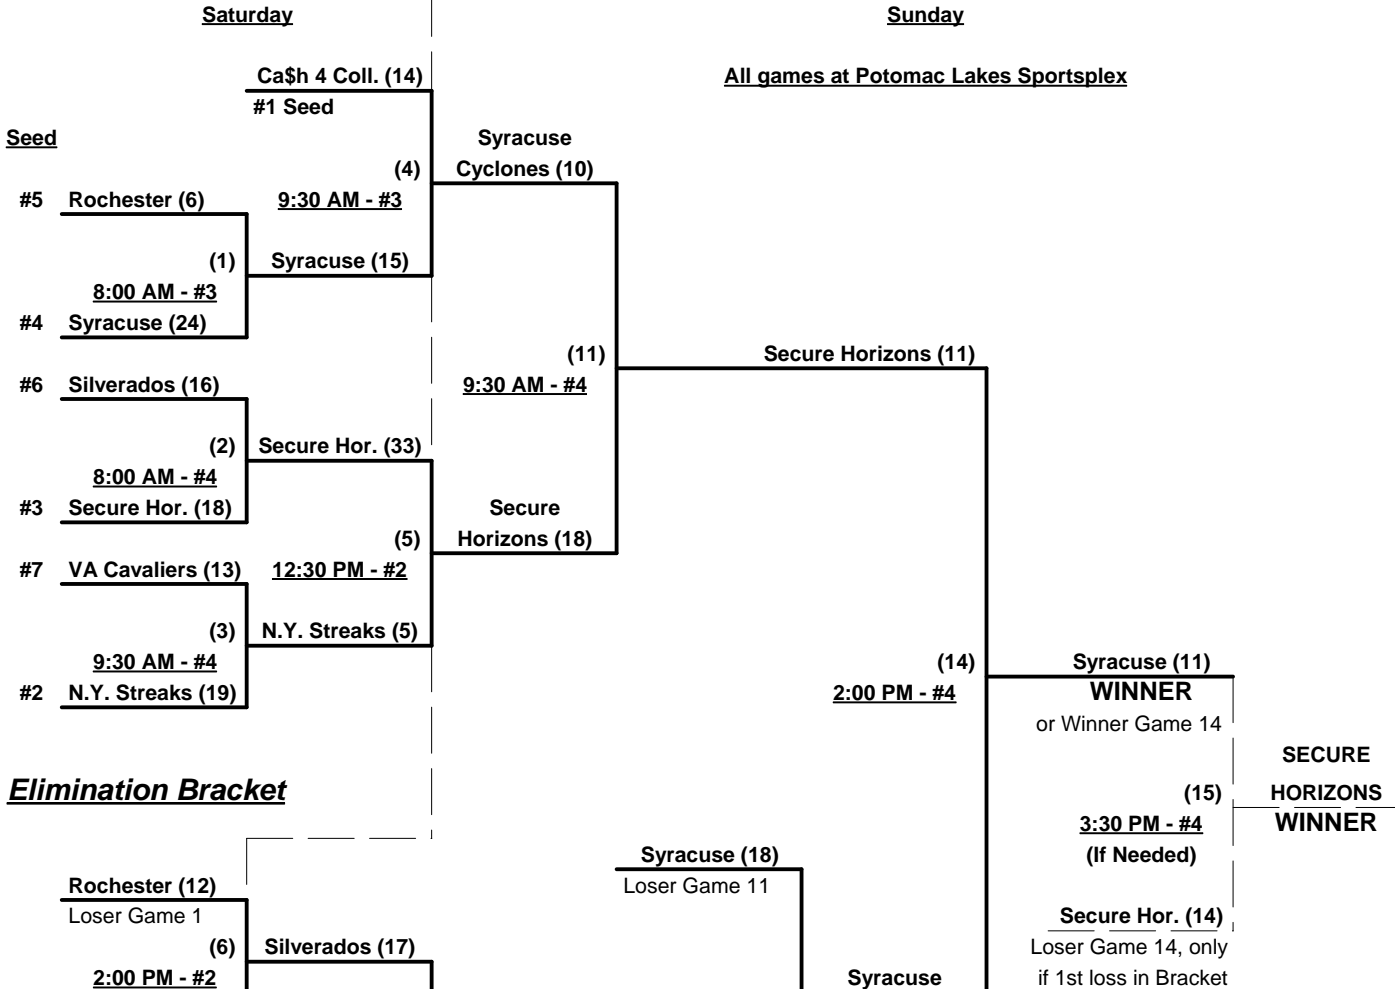 Saturday
Sunday
Ca$h 4 Coll. (14)
All games at Potomac Lakes Sportsplex
#1 Seed
Seed
Syracuse
(4)
Cyclones (10)
#5 Rochester (6)
9:30 AM - #3
(1)
Syracuse (15)
8:00 AM - #3
#4 Syracuse (24)
(11)
Secure Horizons (11)
#6 Silverados (16)
9:30 AM - #4
(2)
Secure Hor. (33)
8:00 AM - #4
#3 Secure Hor. (18)
Secure
(5)
Horizons (18)
#7 VA Cavaliers (13)
12:30 PM - #2
(3)
N.Y. Streaks (5)
9:30 AM - #4
(14)
Syracuse (11)
#2 N.Y. Streaks (19)
2:00 PM - #4
WINNER
or Winner Game 14
SECURE
Elimination Bracket
(15)
HORIZONS
3:30 PM - #4
WINNER
(If Needed)
Syracuse (18)
Rochester (12)
Loser Game 11
Loser Game 1
Secure Hor. (14)
(6)
Silverados (17)
Loser Game 14, only
2:00 PM - #2
Syracuse
if 1st loss in Bracket